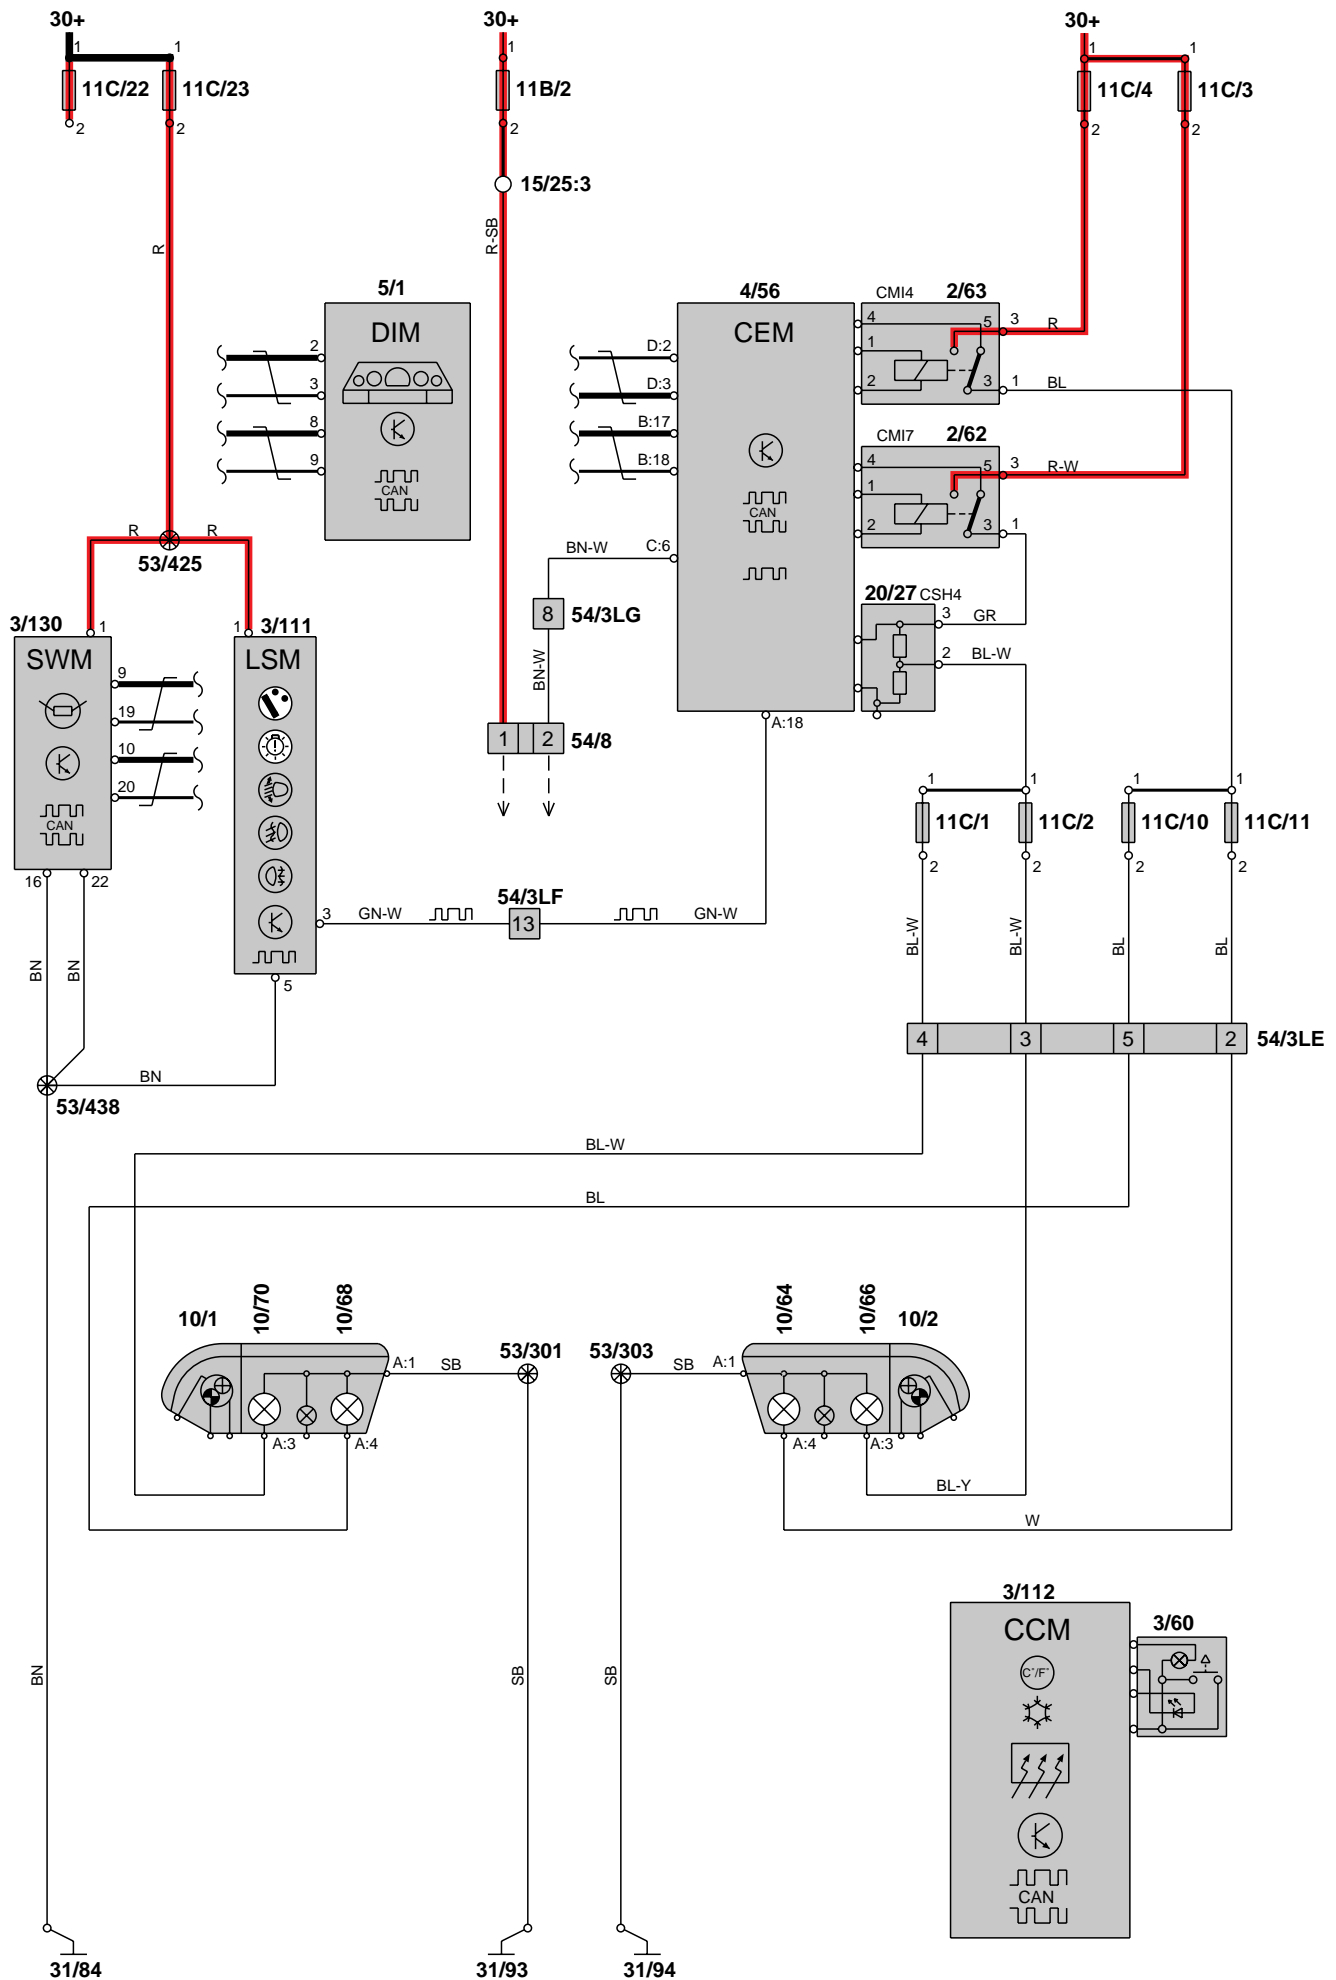 30+ 30+ 30+
1 1 1 1 1
11C/22 11C/23 11B/2 11C/4 11C/3
2 2 2 2 2
15/25:3
R R-SB
5/1 4/56 CMI4 2/63
DIM CEM 4 5 3 R
2 D:2 1
3 D:3 2 3 1 BL
8 B:17 CMI7 2/62
9 B:18 4 5 3 R-W
CAN CAN 1
2 3 1
R R BN-W C:6
53/425
20/27 CSH4
8 54/3LG 3 GR
3/130 1 1 3/111
SWM LSM 2 BL-W
9 BN-W
19 A:18
10 1 2 54/8
20
CAN 1 1 1 1
11C/1 11C/2 11C/10 11C/11
16 22 2 2 2 2
54/3LF
3 GN-W 13 GN-W
BN BN BL-W BL-W BL BL
5
4 3 5 2 54/3LE
BN
53/438
BL-W
BL
10/1 10/70 10/68 10/64 10/66 10/2
A:1 SB 53/301 53/303 SB A:1
A:3 A:4 A:4 A:3
BL-Y
W
3/112
CCM 3/60
BN SB SB C°/F°
CAN
31/84 31/93 31/94